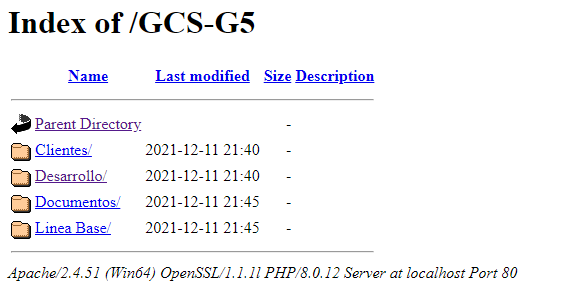 Index of /GCS-G5
Name Last modified Size Description
Parent Directory -
Clientes/ 2021-12-11 21:40 -
Desarrollo/ 2021-12-11 21:40 -
Documentos/ 2021-12-11 21:45 -
Linea Base/ 2021-12-11 21:45 -
Apache/2.4.51 (Win64) OpenSSL/1.1.1l PHP/8.0.12 Server at localhost Port 80